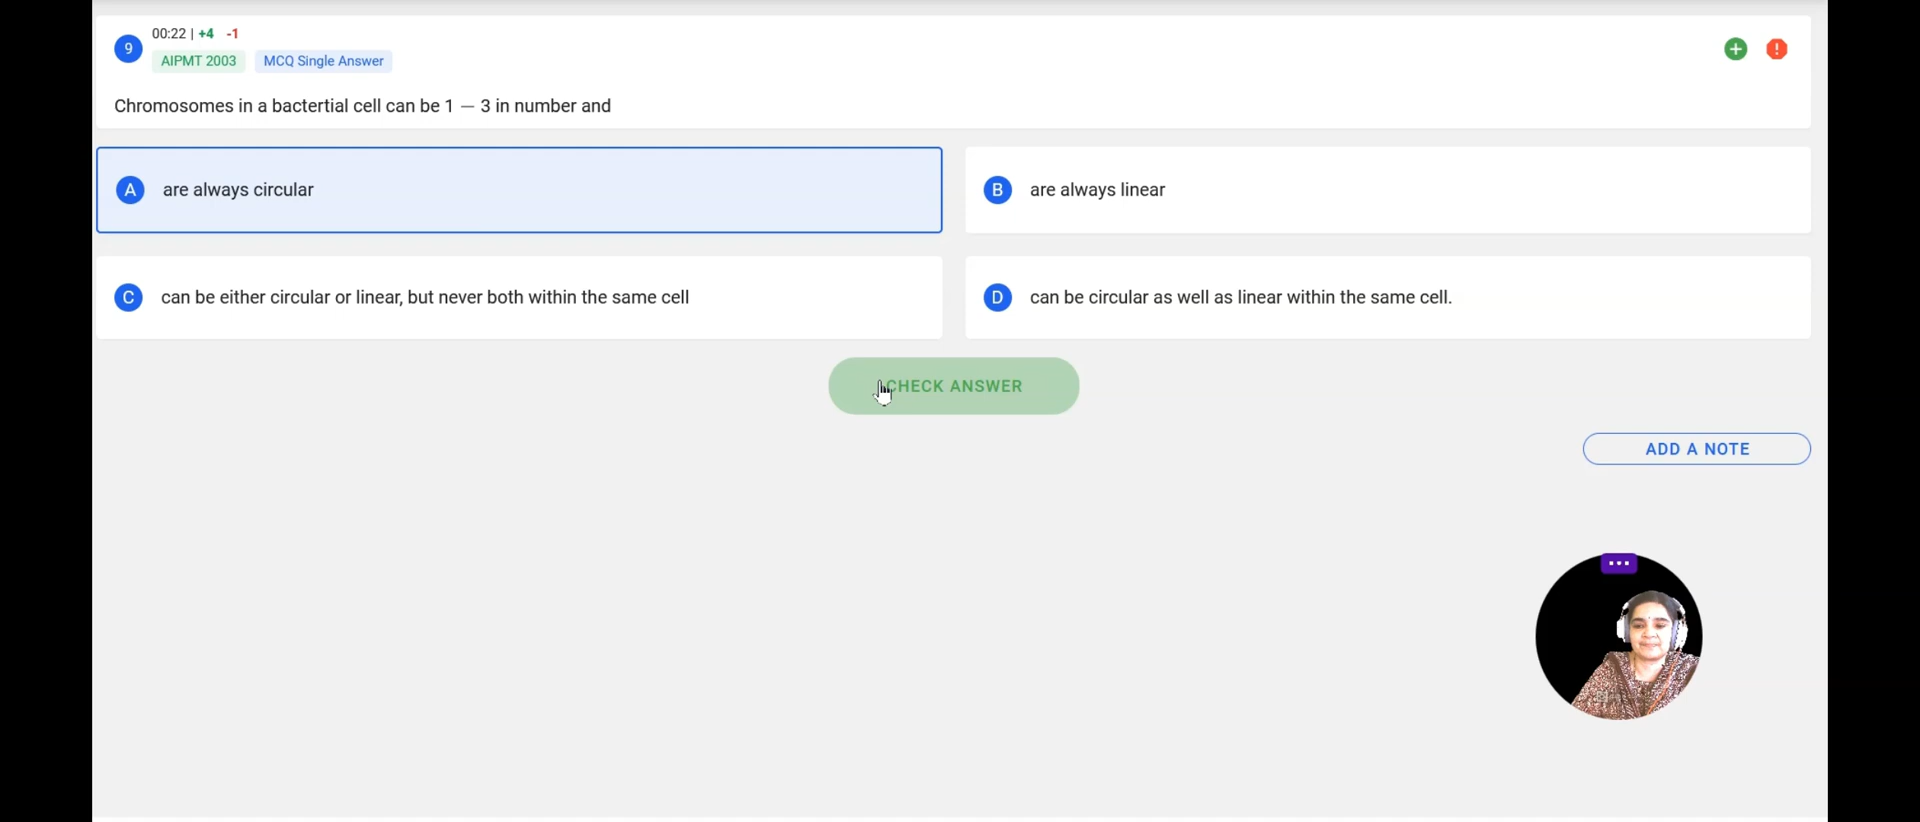 9
00:22 | +4 -1
AIPMT 2003 MCQ Single Answer
Chromosomes in a bactertial cell can be 1 — 3 in number and
A are always circular
B are always linear
C can be either circular or linear, but never both within the same cell
D can be circular as well as linear within the same cell.
CHECK ANSWER
ADD A NOTE